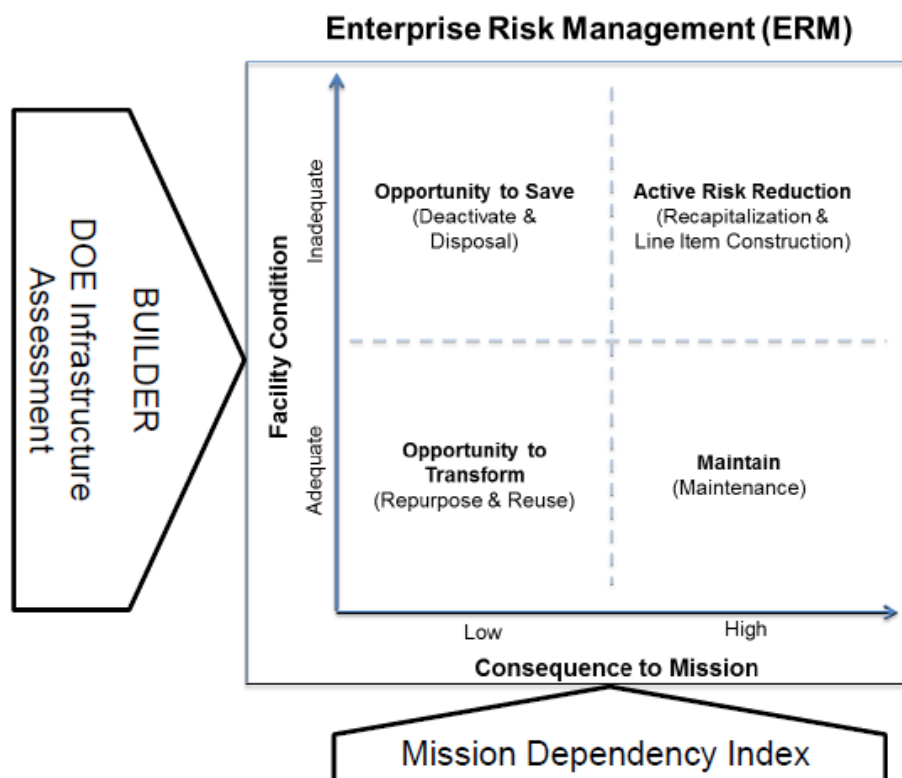 Enterprise Risk Management (ERM)
BUILDER
DOE Infrastructure
Assessment
Facility Condition
Inadequate
Adequate
Opportunity to Save
(Deactivate &
Disposal)
Active Risk Reduction
(Recapitalization &
Line Item Construction)
Opportunity to
Transform
(Repurpose & Reuse)
Maintain
(Maintenance)
Low
High
Consequence to Mission
Mission Dependency Index